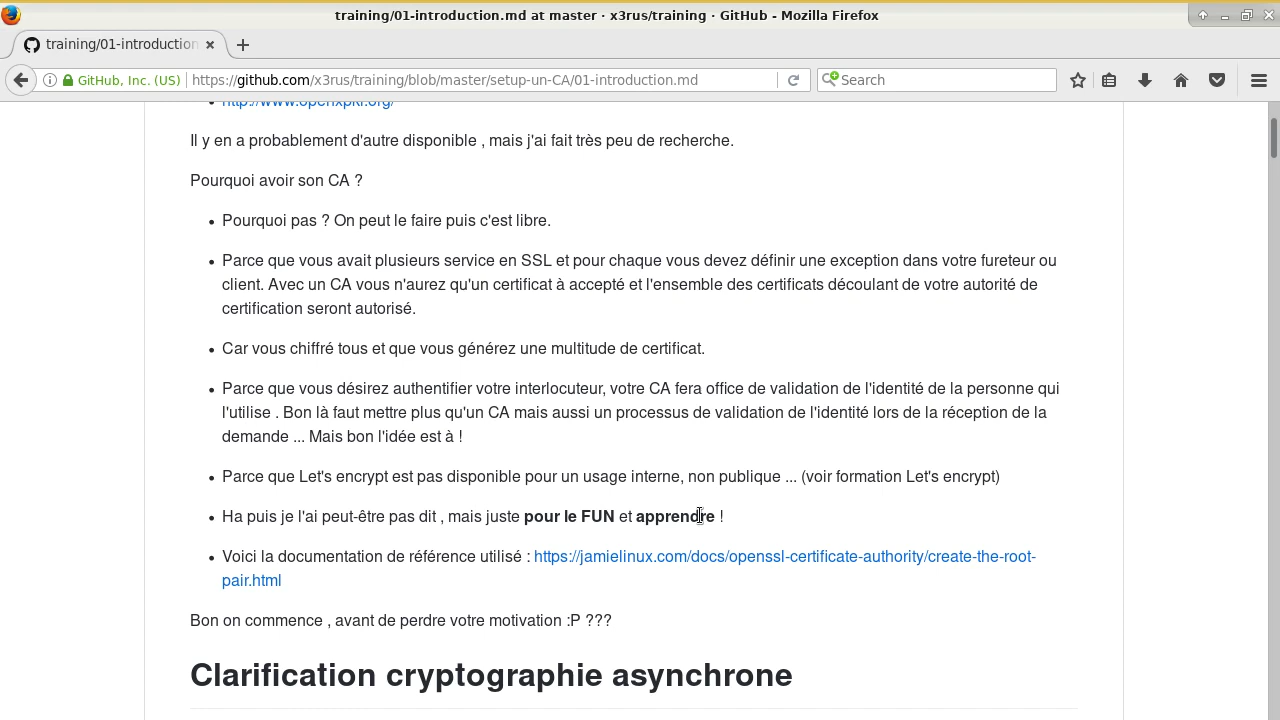 training/01-introduction.md at master · x3rus/training · GitHub - Mozilla Firefox
training/01-introduction
GitHub, Inc. (US)
https://github.com/x3rus/training/blob/master/setup-un-CA/01-introduction.md
Search
http://www.openxpki.org/
Il y en a probablement d'autre disponible , mais j'ai fait très peu de recherche.
Pourquoi avoir son CA ?
• Pourquoi pas ? On peut le faire puis c'est libre.
• Parce que vous avait plusieurs service en SSL et pour chaque vous devez définir une exception dans votre fureteur ou
client. Avec un CA vous n'aurez qu'un certificat à accepté et l'ensemble des certificats découlant de votre autorité de
certification seront autorisé.
• Car vous chiffré tous et que vous générez une multitude de certificat.
• Parce que vous désirez authentifier votre interlocuteur, votre CA fera office de validation de l'identité de la personne qui
l'utilise . Bon là faut mettre plus qu'un CA mais aussi un processus de validation de l'identité lors de la réception de la
demande ... Mais bon l'idée est à !
• Parce que Let's encrypt est pas disponible pour un usage interne, non publique ... (voir formation Let's encrypt)
• Ha puis je l'ai peut-être pas dit , mais juste pour le FUN et apprendre !
• Voici la documentation de référence utilisé : https://jamielinux.com/docs/openssl-certificate-authority/create-the-root-
pair.html
Bon on commence , avant de perdre votre motivation :P ???
Clarification cryptographie asynchrone